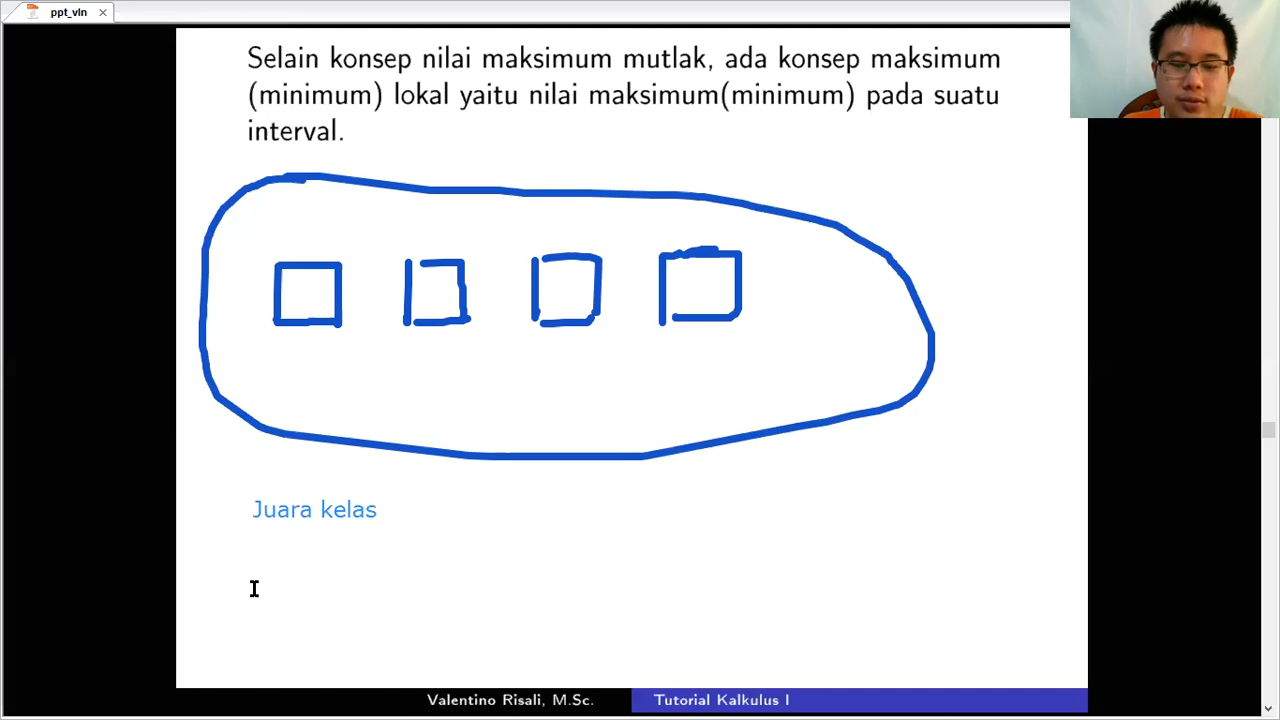 ppt_vln
Selain konsep nilai maksimum mutlak, ada konsep maksimum
(minimum) lokal yaitu nilai maksimum(minimum) pada suatu
interval.
Juara kelas
Valentino Risali, M.Sc.
Tutorial Kalkulus I